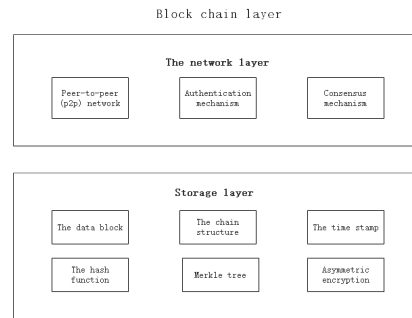 Block chain layer
The network layer
Peer-to-peer
(p2p) network
Authentication
mechanism
Consensus
mechanism
Storage layer
The data block
The chain
structure
The time stamp
The hash
function
Merkle tree
Asymmetric
encryption